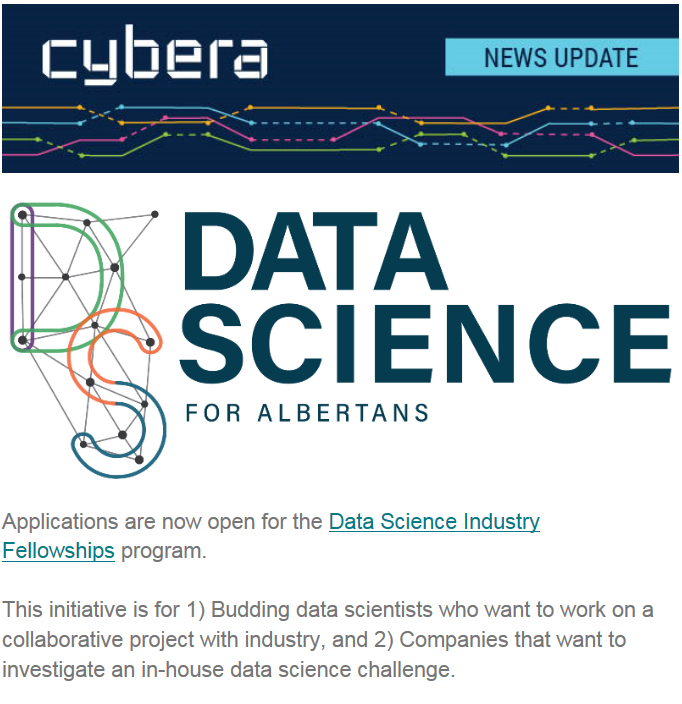 cybera
NEWS UPDATE
DATA
SCIENCE
FOR ALBERTANS
Applications are now open for the Data Science Industry
Fellowships program.
This initiative is for 1) Budding data scientists who want to work on a
collaborative project with industry, and 2) Companies that want to
investigate an in-house data science challenge.